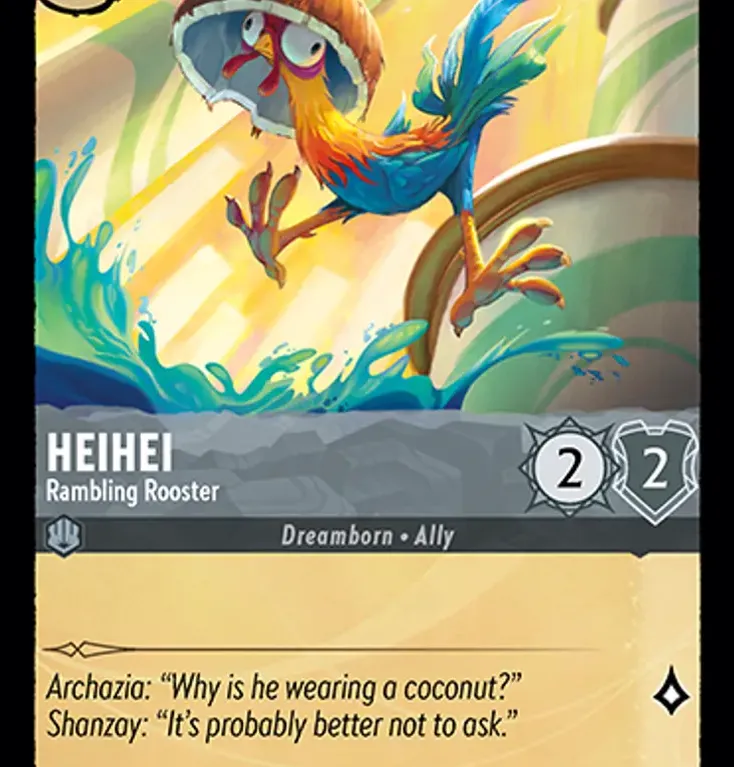 HEIHEI
Rambling Rooster
2 2
Dreamborn • Ally
Archazia: “Why is he wearing a coconut?”
Shanzay: “It’s probably better not to ask.”